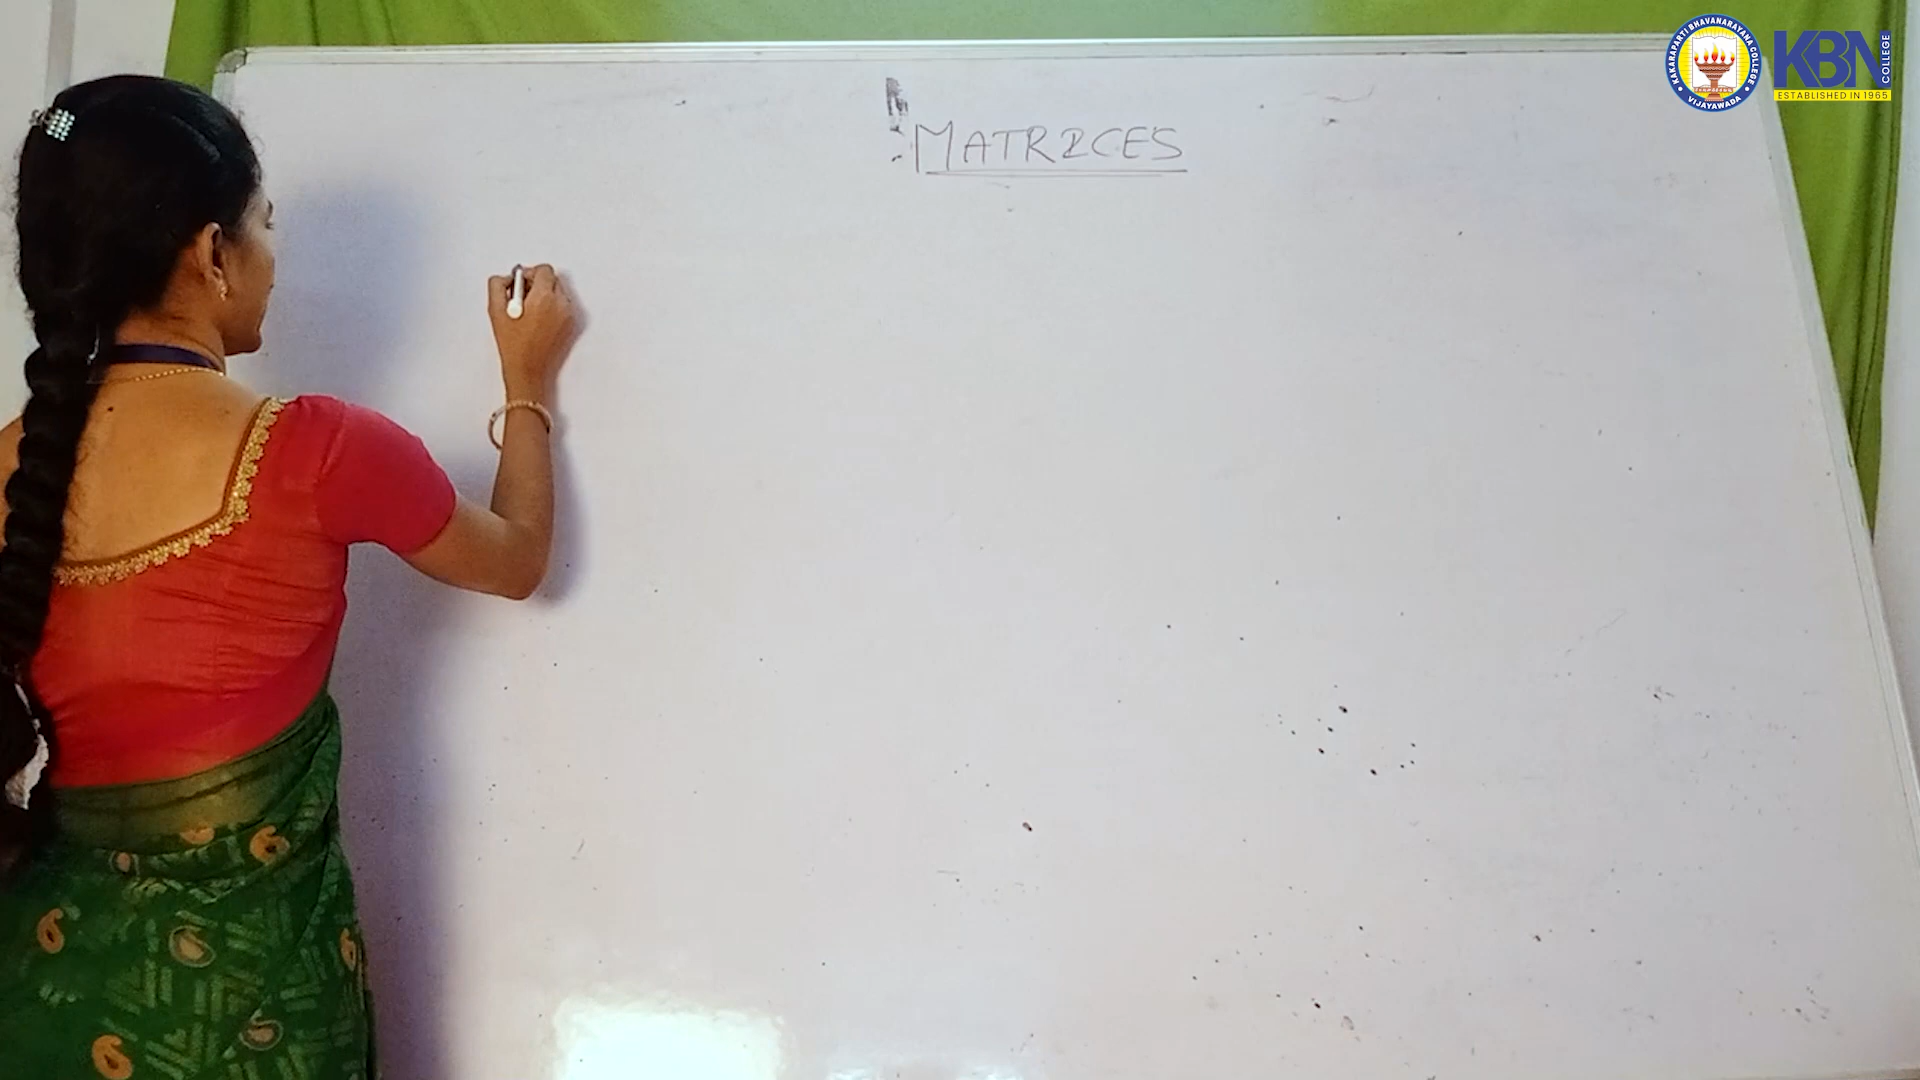 MATRICES
KAKARAPARTI BHAVANARAYANA COLLEGE
VIJAYAWADA
KBN COLLEGE
ESTABLISHED IN 1965